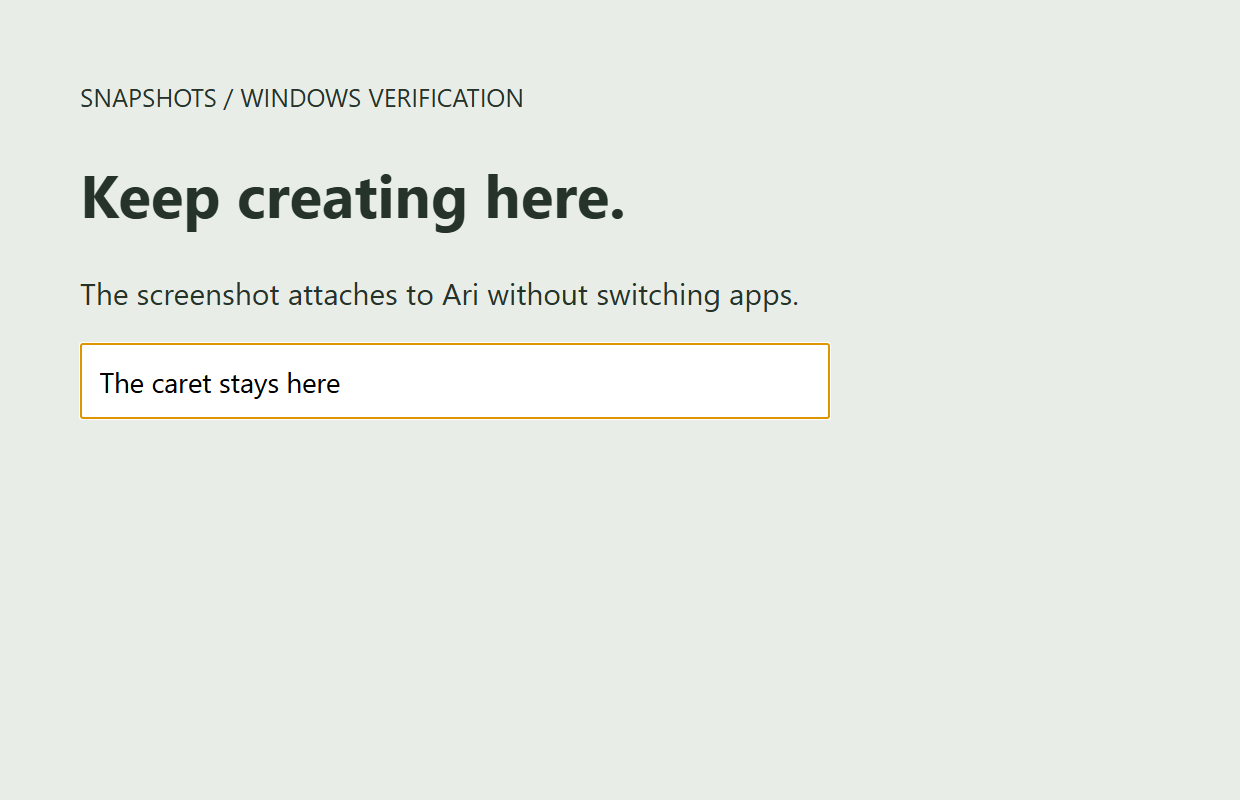 SNAPSHOTS / WINDOWS VERIFICATION
Keep creating here.
The screenshot attaches to Ari without switching apps.
The caret stays here